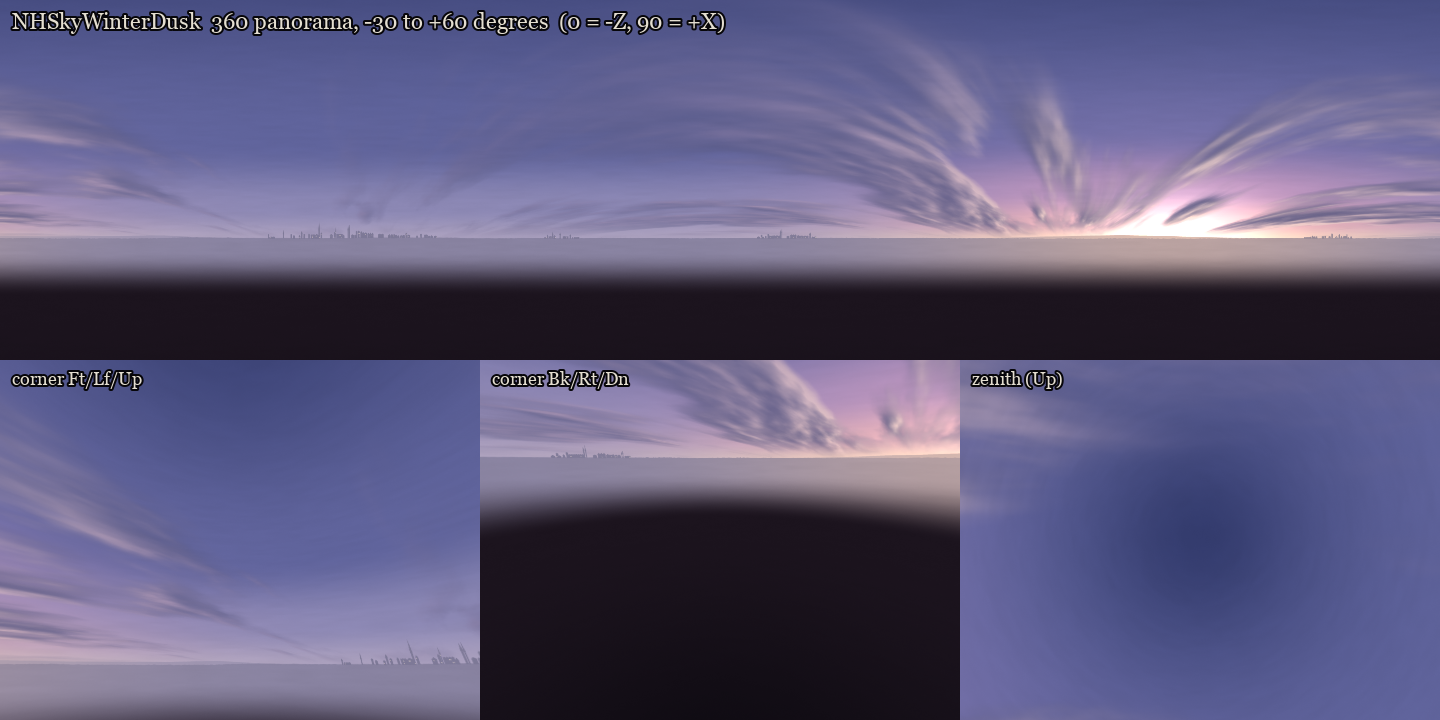 NHSkyWinterDusk 360 panorama, -30 to +60 degrees (0 = -Z, 90 = +X)
corner Ft/Lf/Up
corner Bk/Rt/Dn
zenith (Up)